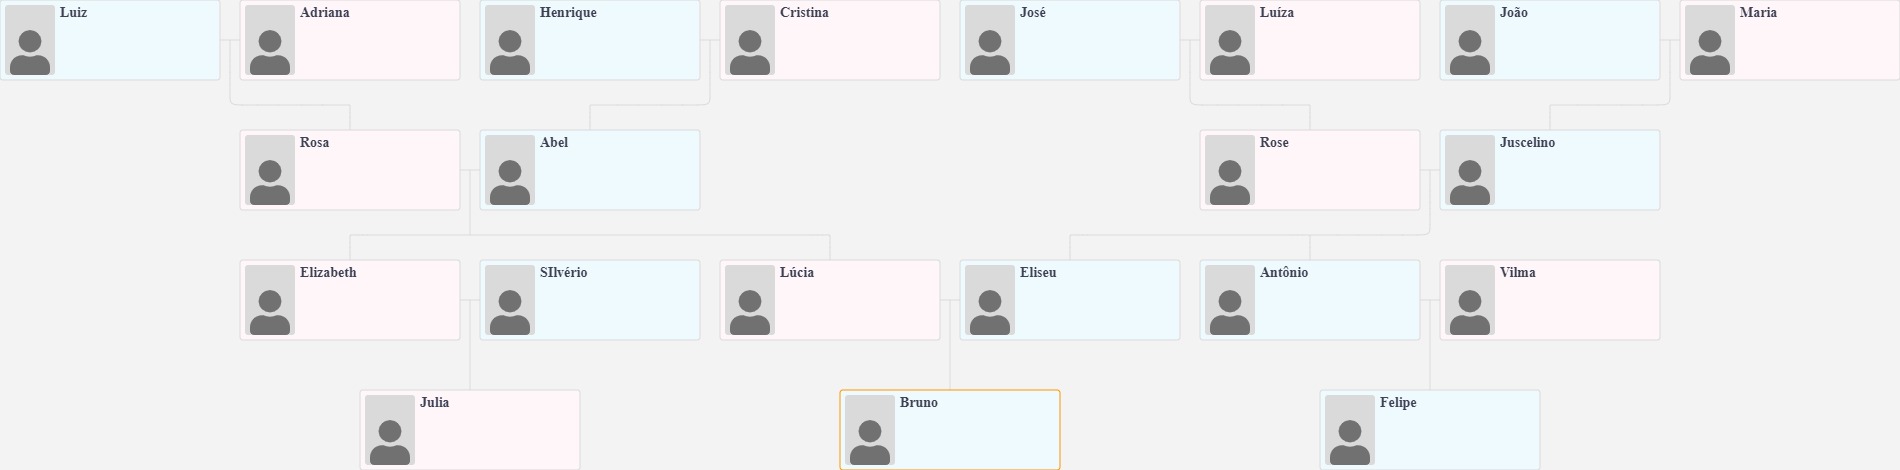 Luiz
Adriana
Henrique
Cristina
José
Luíza
João
Maria
Rosa
Abel
Rose
Juscelino
Elizabeth
SIlvério
Lúcia
Eliseu
Antônio
Vilma
Julia
Bruno
Felipe